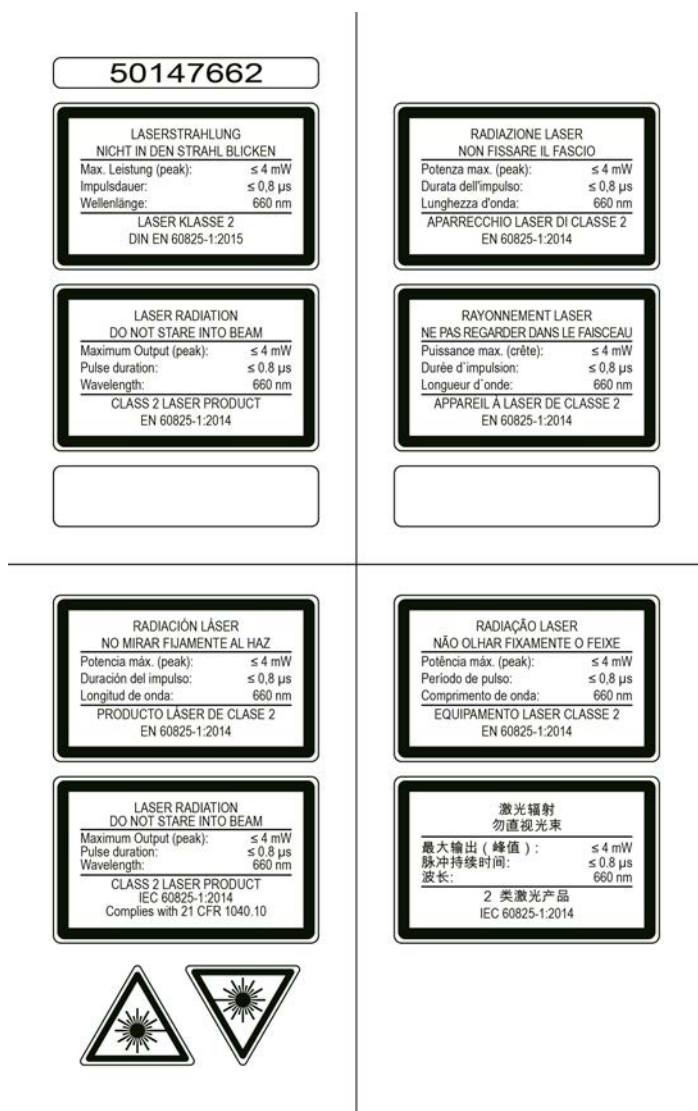 50147662
LASERSTRAHLUNG
NICHT IN DEN STRAHL BLICKEN
Max. Leistung (peak): ≤ 4 mW
Impulsdauer: ≤ 0,8 µs
Wellenlänge: 660 nm
LASER KLASSE 2
DIN EN 60825-1:2015
LASER RADIATION
DO NOT STARE INTO BEAM
Maximum Output (peak): ≤ 4 mW
Pulse duration: ≤ 0.8 µs
Wavelength: 660 nm
CLASS 2 LASER PRODUCT
EN 60825-1:2014
RADIAZIONE LASER
NON FISSARE IL FASCIO
Potenza max. (peak): ≤ 4 mW
Durata dell'impulso: ≤ 0,8 µs
Lunghezza d'onda: 660 nm
APARRECCHIO LASER DI CLASSE 2
EN 60825-1:2014
RAYONNEMENT LASER
NE PAS REGARDER DANS LE FAISCEAU
Puissance max. (crête): ≤ 4 mW
Durée d`impulsion: ≤ 0,8 µs
Longueur d`onde: 660 nm
APPAREIL À LASER DE CLASSE 2
EN 60825-1:2014
RADIACIÓN LÁSER
NO MIRAR FIJAMENTE AL HAZ
Potencia máx. (peak): ≤ 4 mW
Duración del impulso: ≤ 0,8 µs
Longitud de onda: 660 nm
PRODUCTO LÁSER DE CLASE 2
EN 60825-1:2014
LASER RADIATION
DO NOT STARE INTO BEAM
Maximum Output (peak): ≤ 4 mW
Pulse duration: ≤ 0.8 µs
Wavelength: 660 nm
CLASS 2 LASER PRODUCT
IEC 60825-1:2014
Complies with 21 CFR 1040.10
RADIAÇÃO LASER
NÃO OLHAR FIXAMENTE O FEIXE
Potência máx. (peak): ≤ 4 mW
Período de pulso: ≤ 0,8 µs
Comprimento de onda: 660 nm
EQUIPAMENTO LASER CLASSE 2
EN 60825-1:2014
激光辐射
勿直视光束
最大输出（峰值）: ≤ 4 mW
脉冲持续时间: ≤ 0.8 µs
波长: 660 nm
2 类激光产品
IEC 60825-1:2014